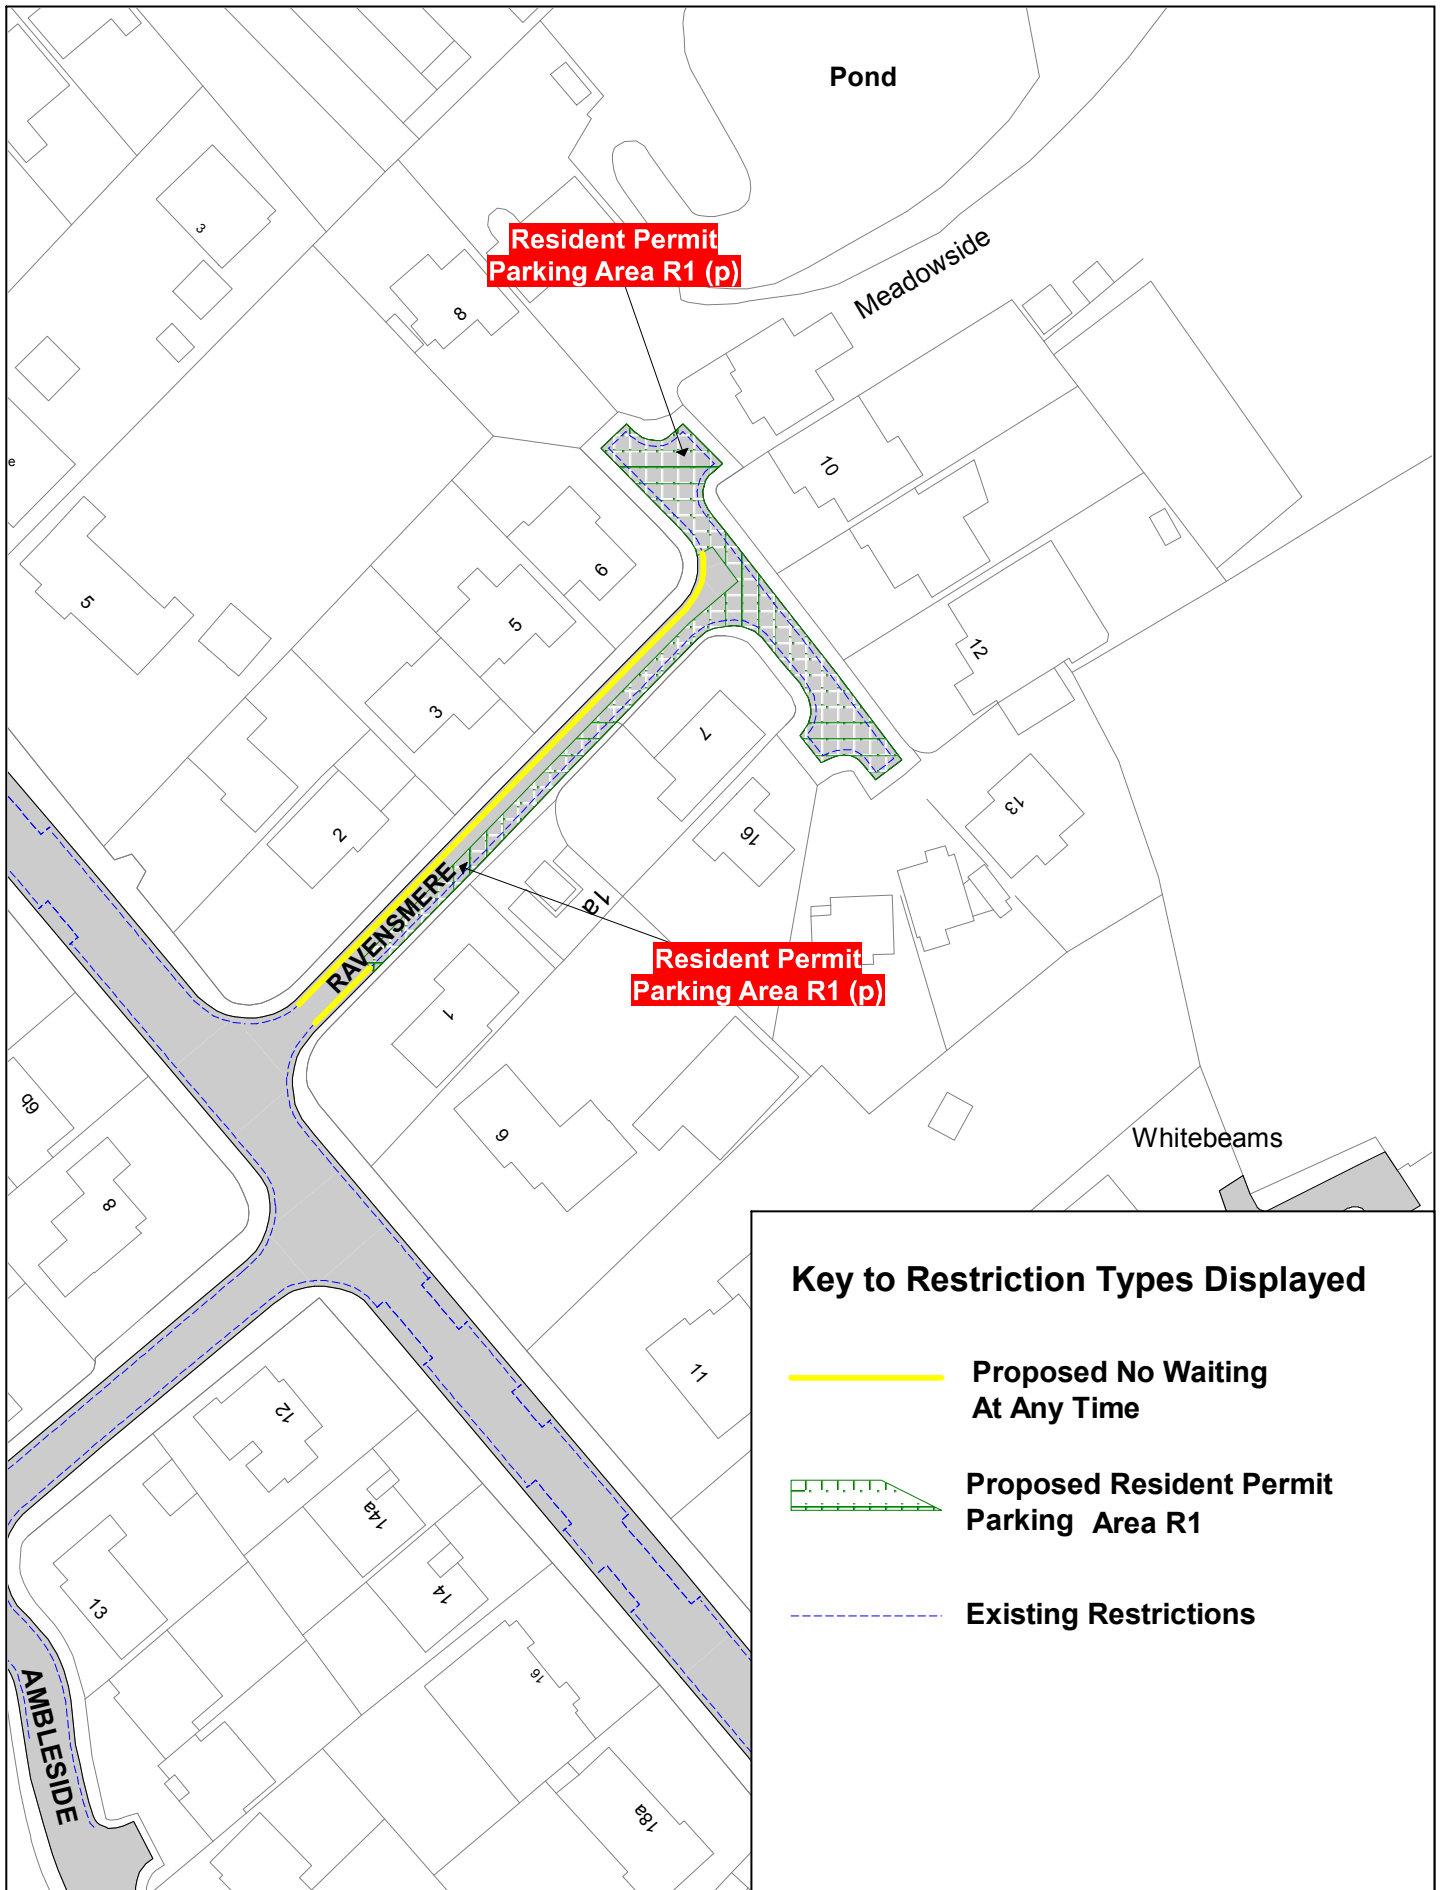 Pond
3
Resident Permit
Parking Area R1 (p)
Meadowside
8
10
e
6
5
5
12
3
7
2
13
16
1a
RAVENSMERE
Resident Permit
Parking Area R1 (p)
1
6b
9
Whitebeams
8
Key to Restriction Types Displayed
11
Proposed No Waiting
At Any Time
12
Proposed Resident Permit
Parking Area R1
14a
14
13
Existing Restrictions
16
AMBLESIDE
18a